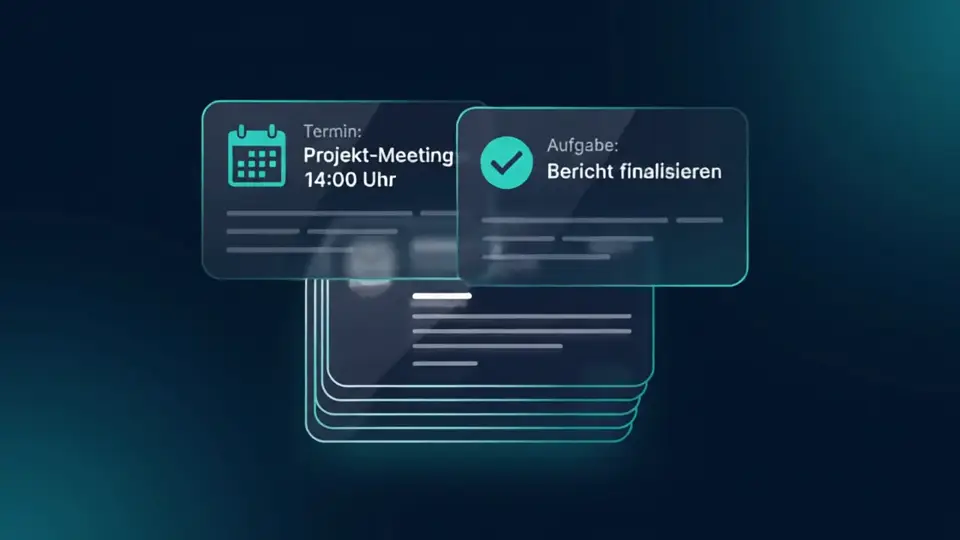 Termin:
Projekt-Meeting
14:00 Uhr
Aufgabe:
Bericht finalisieren